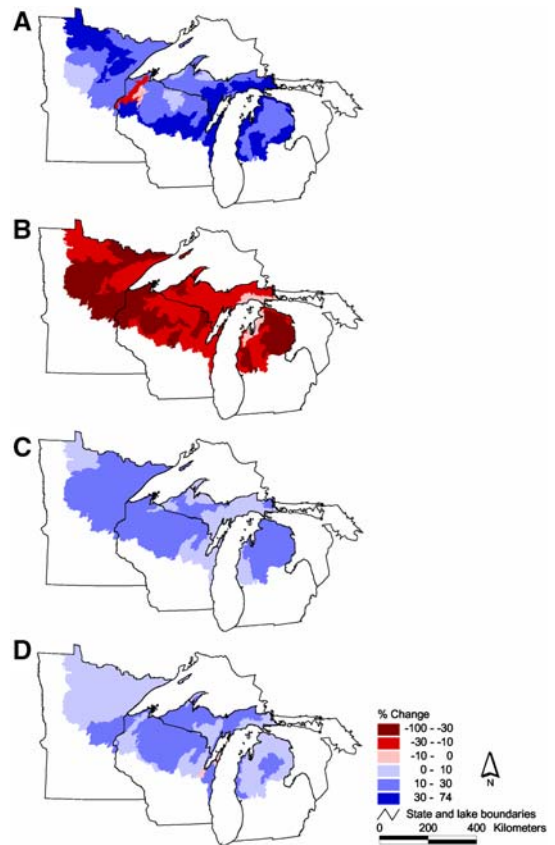 A
B
C
D
% Change
-100 - -30
-30 - -10
-10 - 0
0 - 10
10 - 30
30 - 74
State and lake boundaries
0 200 400 Kilometers
N